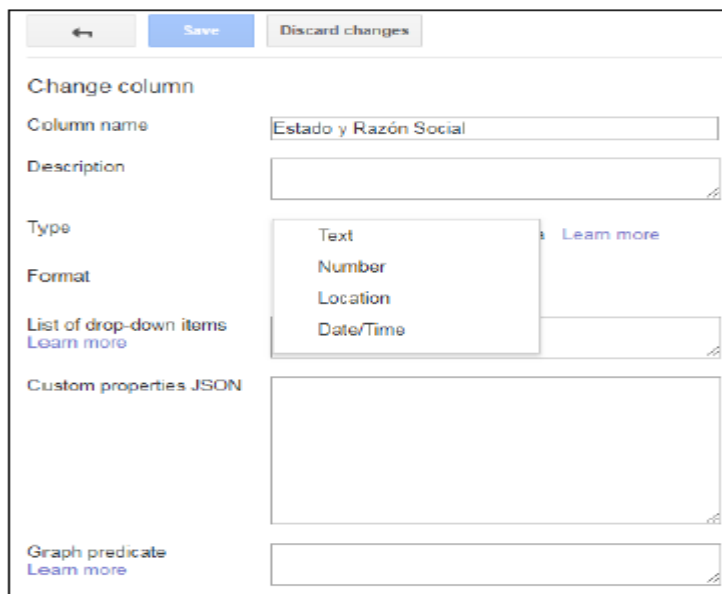 Save Discard changes
Change column
Column name Estado y Razón Social
Description
Type
Text
Learn more
Number
Format
Location
List of drop-down items
Date/Time
Learn more
Custom properties JSON
Graph predicate
Learn more